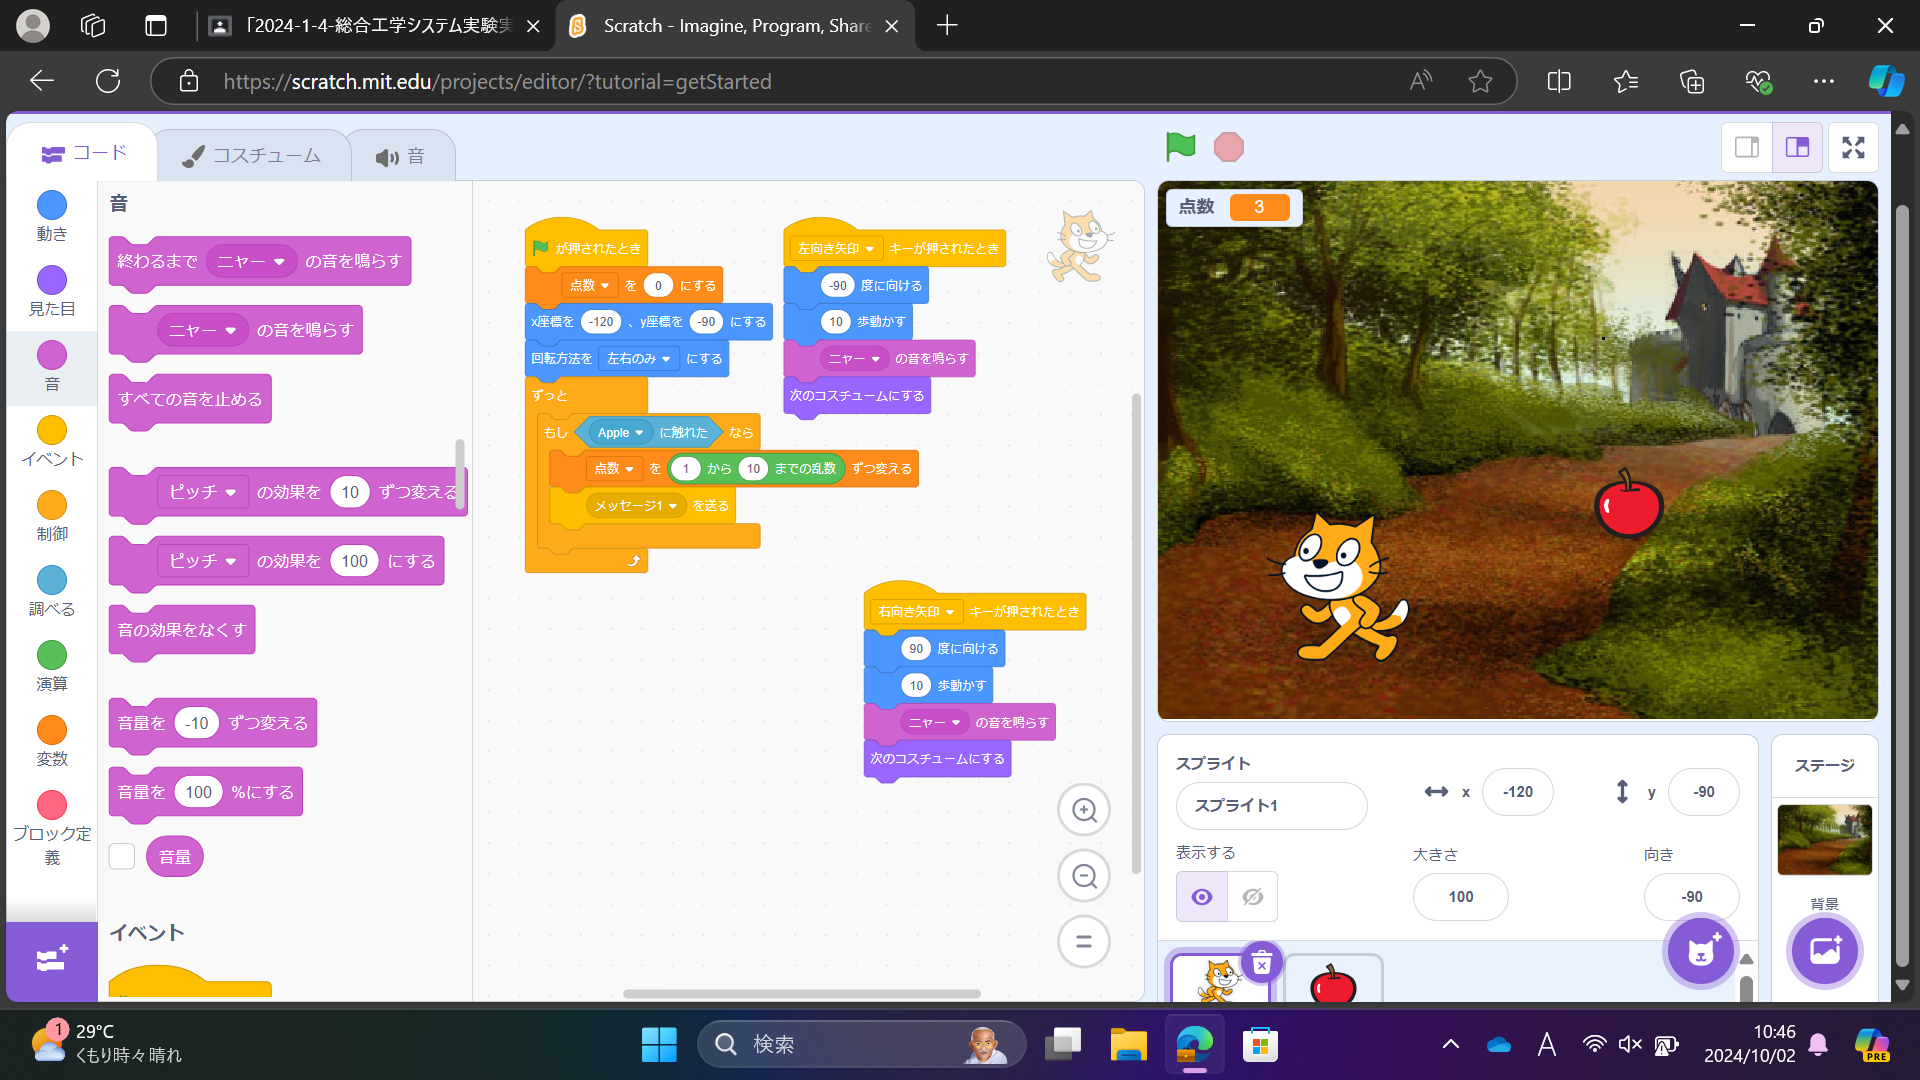 「2024-1-4-総合工学システム実験実
Scratch - Imagine, Program, Share
https://scratch.mit.edu/projects/editor/?tutorial=getStarted
コード
コスチューム
音
動き
見た目
音
イベント
制御
調べる
演算
変数
ブロック定
義
音
終わるまで ニャー の音を鳴らす
ニャー の音を鳴らす
すべての音を止める
ピッチ の効果を 10 ずつ変える
ピッチ の効果を 100 にする
音の効果をなくす
音量を -10 ずつ変える
音量を 100 %にする
音量
イベント
が押されたとき
点数 を 0 にする
x座標を -120 、y座標を -90 にする
回転方法を 左右のみ にする
ずっと
もし Apple に触れた なら
点数 を 1 から 10 までの乱数 ずつ変える
メッセージ1 を送る
左向き矢印 キーが押されたとき
-90 度に向ける
10 歩動かす
ニャー の音を鳴らす
次のコスチュームにする
右向き矢印 キーが押されたとき
90 度に向ける
10 歩動かす
ニャー の音を鳴らす
次のコスチュームにする
点数 3
スプライト
スプライト1
x -120
y -90
表示する
大きさ
100
向き
-90
ステージ
背景
1
29°C
くもり時々晴れ
検索
A
10:46
2024/10/02
PRE